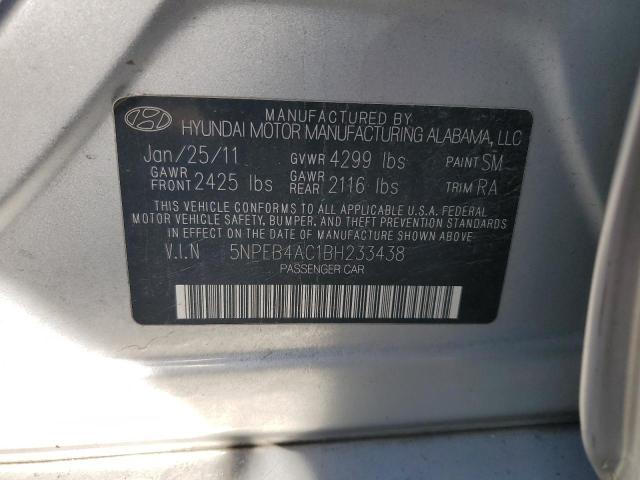 MANUFACTURED BY
HYUNDAI MOTOR MANUFACTURING ALABAMA, LLC
Jan/25/11 GVWR 4299 lbs PAINT SM
GAWR FRONT 2425 lbs GAWR REAR 2116 lbs TRIM RA
THIS VEHICLE CONFORMS TO ALL APPLICABLE U.S.A. FEDERAL
MOTOR VEHICLE SAFETY, BUMPER, AND THEFT PREVENTION STANDARDS
IN EFFECT ON THE DATE OF MANUFACTURE SHOWN ABOVE.
V.I.N 5NPEB4AC1BH233438
PASSENGER CAR